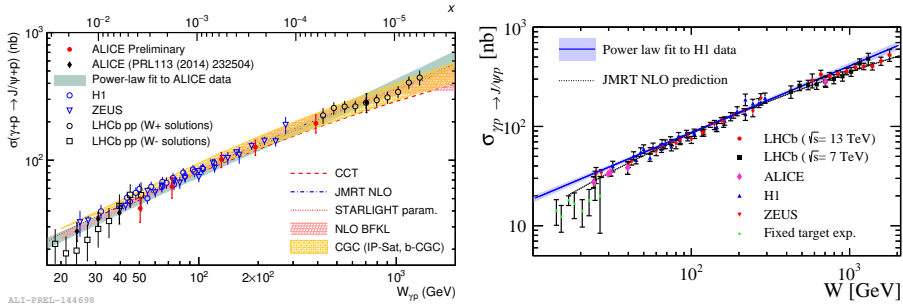 10⁻² 10⁻³ 10⁻⁴ 10⁻⁵ x
σ(γ+p → J/ψ+p) (nb)
10³
10²
ALICE Preliminary
ALICE (PRL113 (2014) 232504)
Power-law fit to ALICE data
H1
ZEUS
LHCb pp (W+ solutions)
LHCb pp (W- solutions)
CCT
JMRT NLO
STARLIGHT param.
NLO BFKL
CGC (IP-Sat, b-CGC)
20 30 40 50 10² 2×10² 10³
Wγp (GeV)
ALI-PREL-144698
σγp → J/ψp [nb]
10³
10²
10
Power law fit to H1 data
JMRT NLO prediction
LHCb (√s= 13 TeV)
LHCb (√s= 7 TeV)
ALICE
H1
ZEUS
Fixed target exp.
10² 10³
W [GeV]